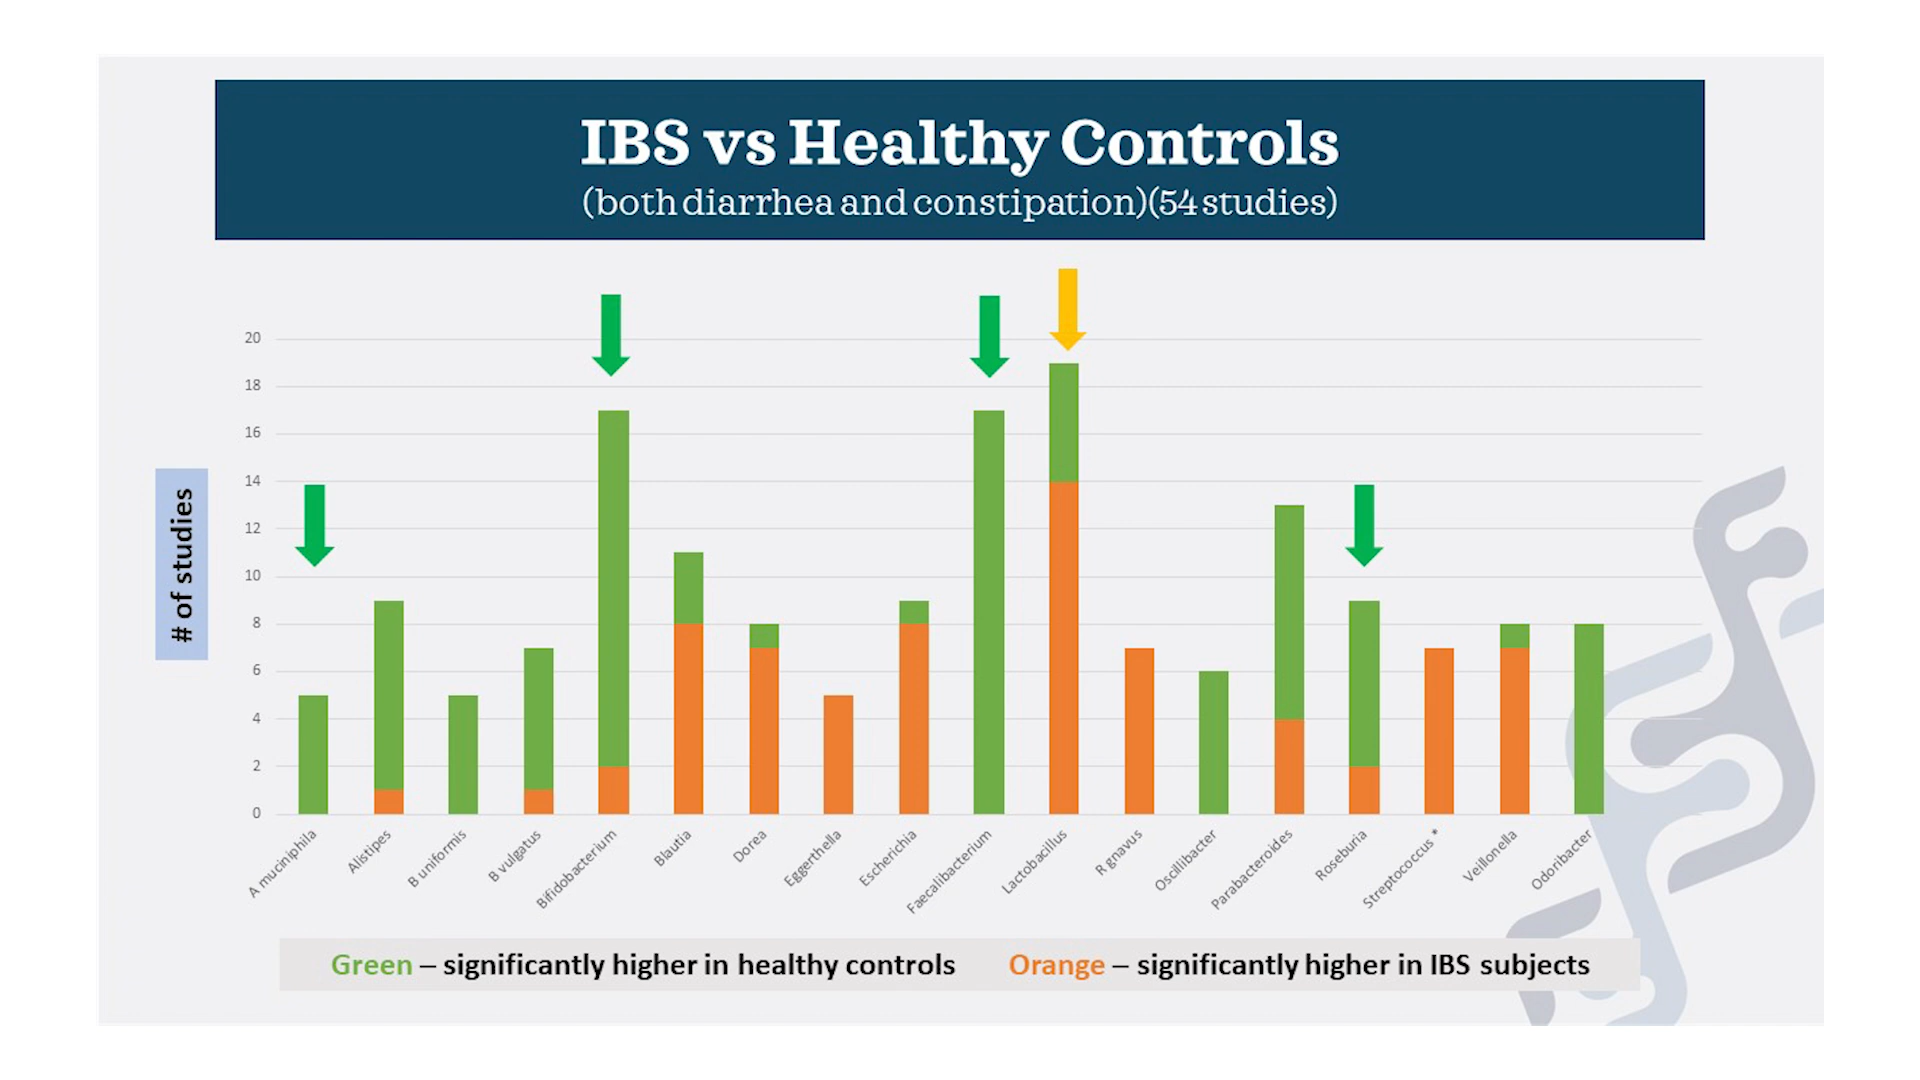 IBS vs Healthy Controls
(both diarrhea and constipation)(54 studies)
# of studies
20
18
16
14
12
10
8
6
4
2
0
A muciniphila
Alistipes
B uniformis
B vulgatus
Bifidobacterium
Blautia
Dorea
Eggerthella
Escherichia
Faecalibacterium
Lactobacillus
R gnavus
Oscillibacter
Parabacteroides
Roseburia
Streptococcus *
Veillonella
Odoribacter
Green – significantly higher in healthy controls
Orange – significantly higher in IBS subjects